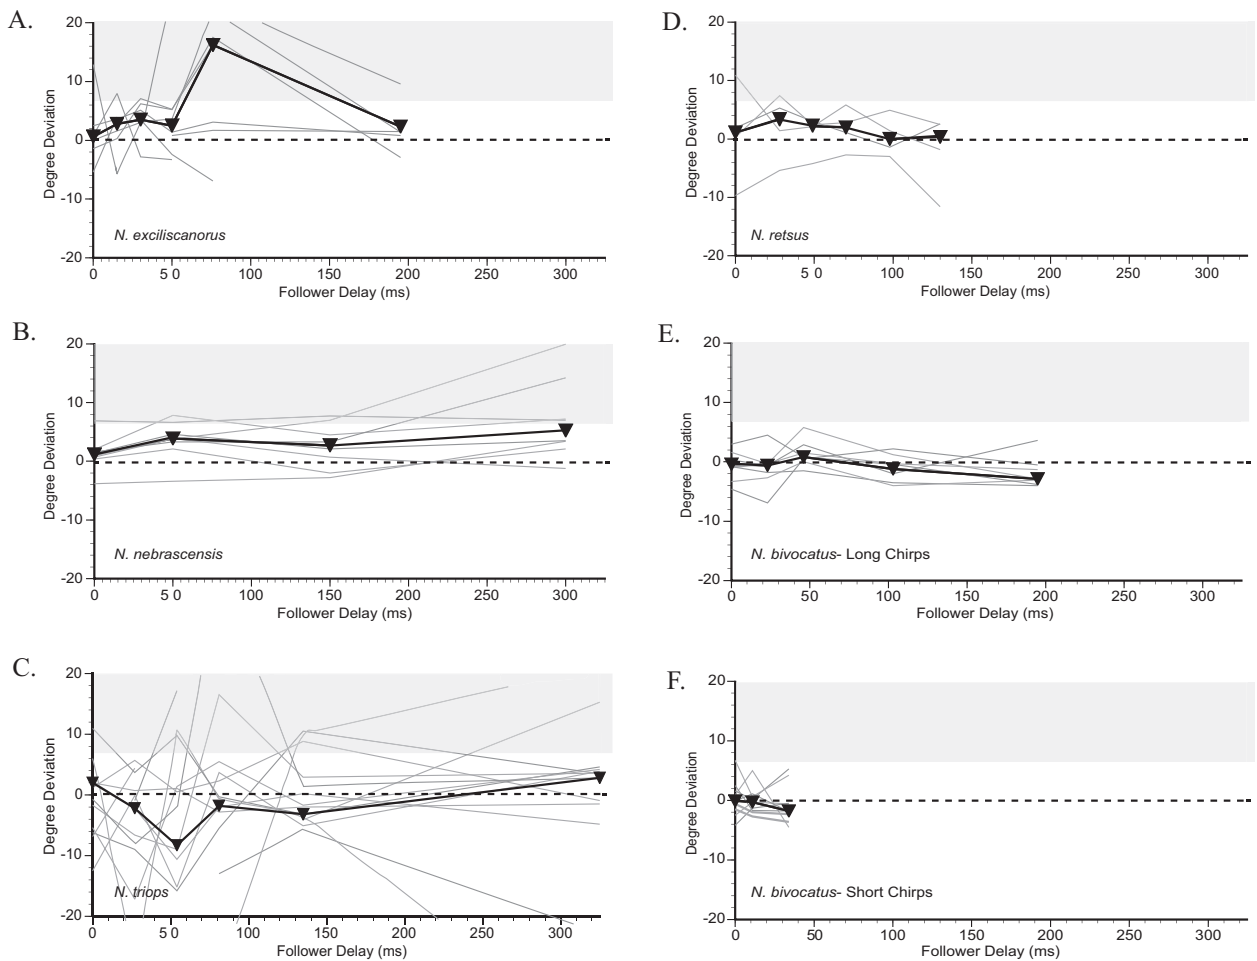 A.
20
10
0
-10
-20
Degree Deviation
N. exciliscanorus
0 5 0 100 150 200 250 300
Follower Delay (ms)
B.
20
10
0
-10
-20
Degree Deviation
N. nebrascensis
0 5 0 100 150 200 250 300
Follower Delay (ms)
C.
20
10
0
-10
-20
Degree Deviation
N. triops
0 5 0 100 150 200 250 300
Follower Delay (ms)
D.
20
10
0
-10
-20
Degree Deviation
N. retsus
0 5 0 100 150 200 250 300
Follower Delay (ms)
E.
20
10
0
-10
-20
Degree Deviation
N. bivocatus- Long Chirps
0 50 100 150 200 250 300
Follower Delay (ms)
F.
20
10
0
-10
-20
Degree Deviation
N. bivocatus- Short Chirps
0 50 100 150 200 250 300
Follower Delay (ms)